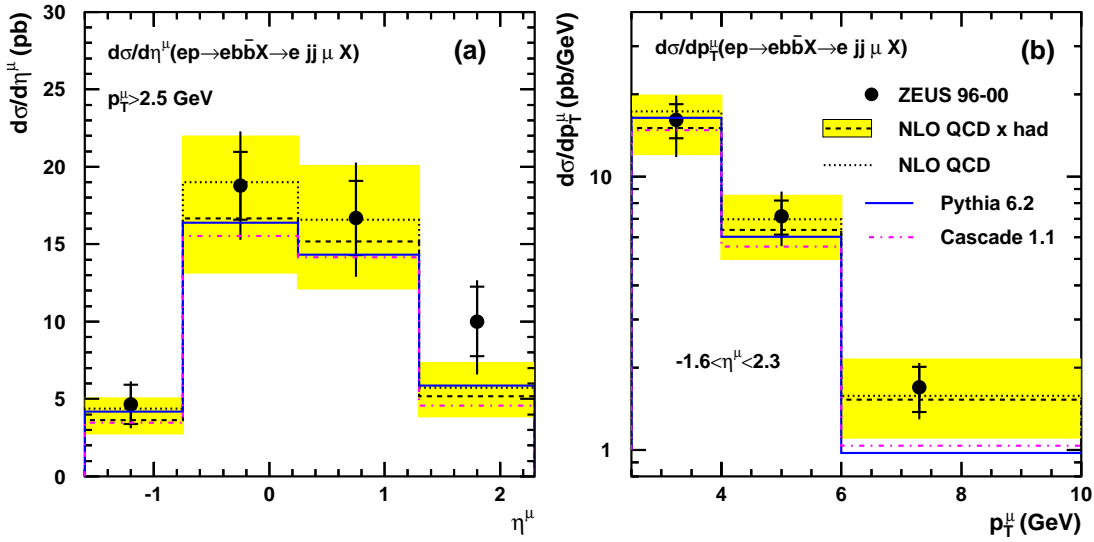 dσ/dη^μ (pb)
30
25
20
15
10
5
0
dσ/dη^μ(ep→ebb̄X→e jj μ X)
(a)
p_T^μ>2.5 GeV
-1
0
1
2
η^μ
dσ/dp_T^μ (pb/GeV)
10
1
dσ/dp_T^μ(ep→ebb̄X→e jj μ X)
(b)
ZEUS 96-00
NLO QCD x had
NLO QCD
Pythia 6.2
Cascade 1.1
-1.6<η^μ<2.3
4
6
8
10
p_T^μ (GeV)